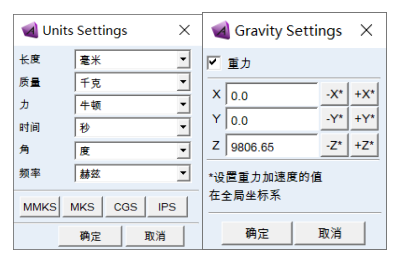 Units Settings
长度 毫米
质量 千克
力 牛顿
时间 秒
角 度
频率 赫兹
MMKS MKS CGS IPS
确定 取消
Gravity Settings
重力
X 0.0 -X* +X*
Y 0.0 -Y* +Y*
Z 9806.65 -Z* +Z*
*设置重力加速度的值
在全局坐标系
确定 取消